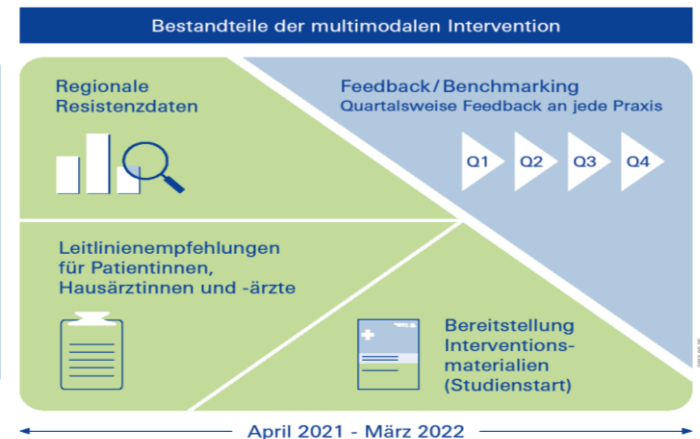 Bestandteile der multimodalen Intervention
Regionale
Resistenzdaten
Feedback/Benchmarking
Quartalsweise Feedback an jede Praxis
Q1 Q2 Q3 Q4
Leitlinienempfehlungen
für Patientinnen,
Hausärztinnen und -ärzte
Bereitstellung
Interventions-
materialien
(Studienstart)
April 2021 - März 2022